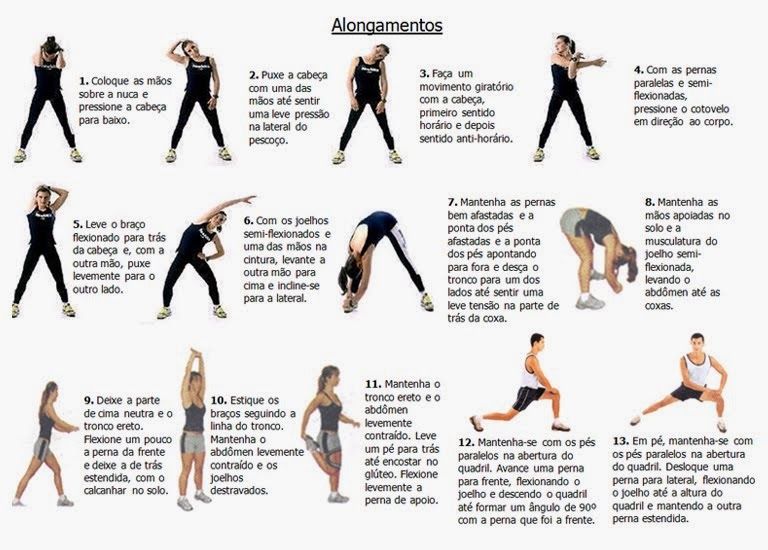 Alongamentos
1. Coloque as mãos
sobre a nuca e
pressione a cabeça
para baixo.
2. Puxe a cabeça
com uma das
mãos até sentir
uma leve pressão
na lateral do
pescoço.
3. Faça um
movimento giratório
com a cabeça,
primeiro sentido
horário e depois
sentido anti-horário.
4. Com as pernas
paralelas e semi-
flexionadas,
pressione o cotovelo
em direção ao corpo.
5. Leve o braço
flexionado para trás
da cabeça e, com a
outra mão, puxe
levemente para o
outro lado.
6. Com os joelhos
semi-flexionados e
uma das mãos na
cintura, levante a
outra mão para
cima e incline-se
para a lateral.
7. Mantenha as pernas
bem afastadas e a
ponta dos pés
afastadas e a ponta
dos pés apontando
para fora e desça o
tronco para um dos
lados até sentir uma
leve tensão na parte de
trás da coxa.
8. Mantenha as
mãos apoiadas no
solo e a
musculatura do
joelho semi-
flexionada,
levando o
abdômen até as
coxas.
9. Deixe a parte
de cima neutra e o
tronco ereto.
Flexione um pouco
a perna da frente
e deixe a de trás
estendida, com o
calcanhar no solo.
10. Estique os
braços seguindo a
linha do tronco.
Mantenha o
abdômen levemente
contraído e os
joelhos
destravados.
11. Mantenha o
tronco ereto e o
abdômen
levemente
contraído. Leve
um pé para trás
até encostar no
glúteo. Flexione
levemente a
perna de apoio.
12. Mantenha-se com os pés
paralelos na abertura do
quadril. Avance uma perna
para frente, flexionando o
joelho e descendo o quadril
até formar um ângulo de 90º
com a perna que foi a frente.
13. Em pé, mantenha-se com
os pés paralelos na abertura
do quadril. Desloque uma
perna para lateral, flexionando
o joelho até a altura do
quadril e mantendo a outra
perna estendida.